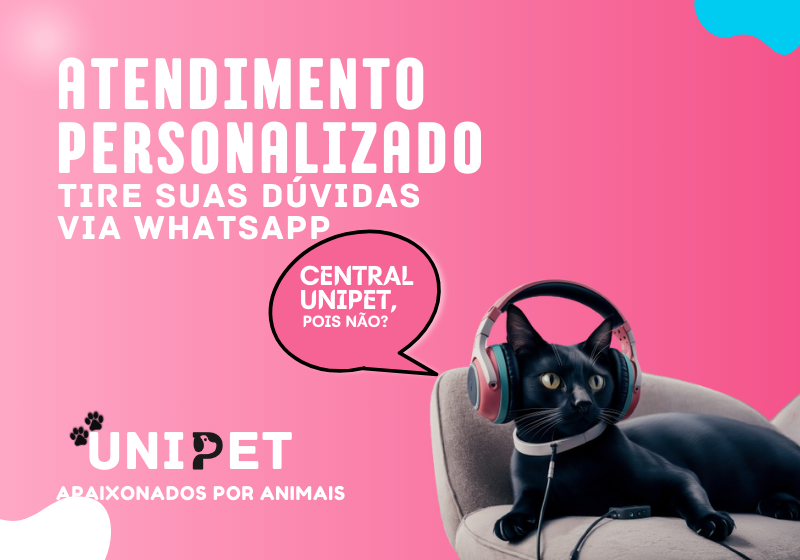 ATENDIMENTO
PERSONALIZADO
TIRE SUAS DÚVIDAS
VIA WHATSAPP
CENTRAL
UNIPET,
POIS NÃO?
UNIPET
APAIXONADOS POR ANIMAIS